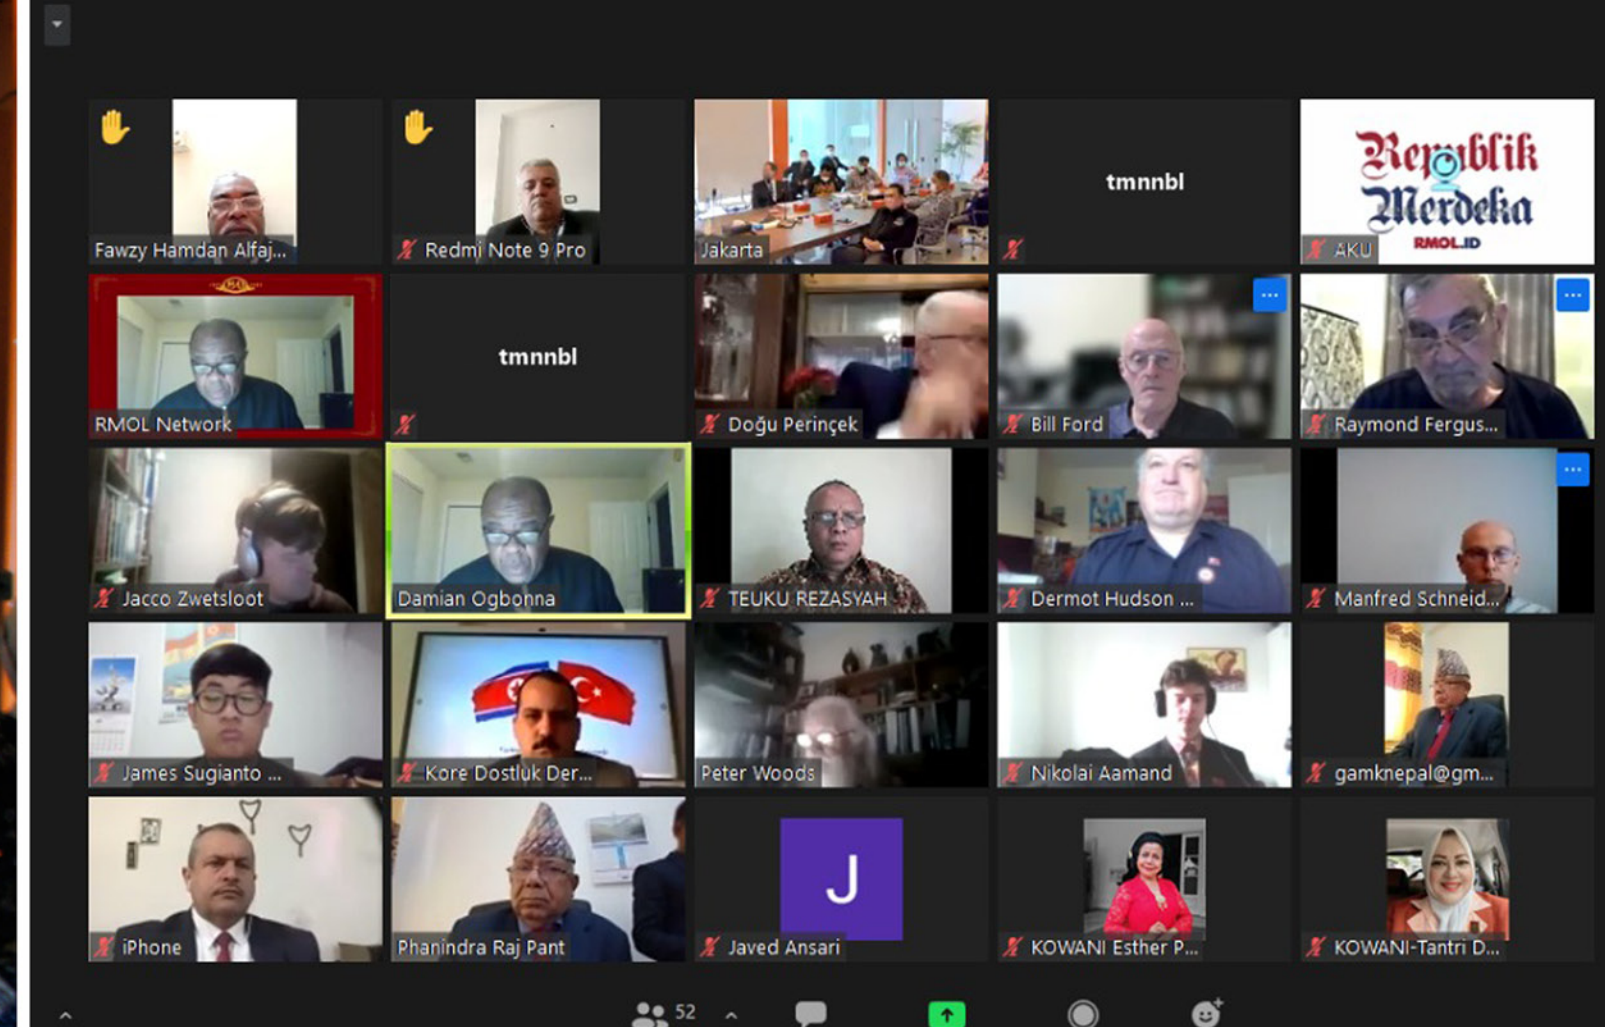 Fawzy Hamdan Alfaj...
Redmi Note 9 Pro
Jakarta
tmnnbl
Republik
Merdeka
RMOL.ID
AKU
RMOL Network
tmnnbl
Doğu Perinçek
Bill Ford
Raymond Fergus...
Jacco Zwetsloot
Damian Ogbonna
TEUKU REZASYAH
Dermot Hudson ...
Manfred Schneid...
James Sugianto ...
Kore Dostluk Der...
Peter Woods
Nikolai Aamand
gamknepal@gm...
iPhone
Phanindra Raj Pant
J
Javed Ansari
KOWANI Esther P...
KOWANI-Tantri D...
52